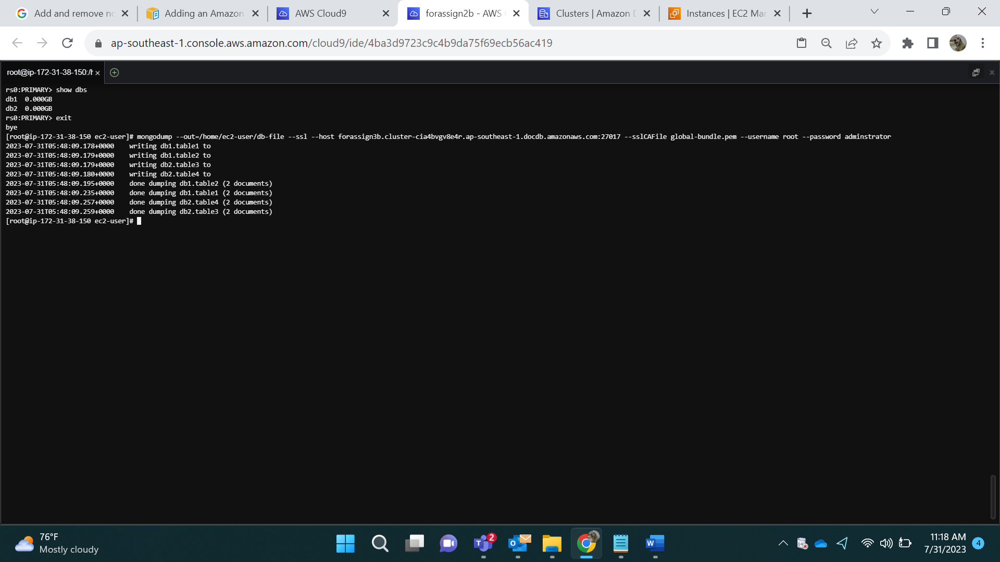 Add and remove no
Adding an Amazon
AWS Cloud9
forassign2b - AWS
Clusters | Amazon D
Instances | EC2 Man
ap-southeast-1.console.aws.amazon.com/cloud9/ide/4ba3d9723c9c4b9da75f69ecb56ac419
root@ip-172-31-38-150:/h
rs0:PRIMARY> show dbs
db1  0.000GB
db2  0.000GB
rs0:PRIMARY> exit
bye
[root@ip-172-31-38-150 ec2-user]# mongodump --out=/home/ec2-user/db-file --ssl --host forassign3b.cluster-cia4bvgv8e4r.ap-southeast-1.docdb.amazonaws.com:27017 --sslCAFile global-bundle.pem --username root --password adminstrator
2023-07-31T05:48:09.178+0000    writing db1.table1 to
2023-07-31T05:48:09.179+0000    writing db1.table2 to
2023-07-31T05:48:09.179+0000    writing db2.table3 to
2023-07-31T05:48:09.180+0000    writing db2.table4 to
2023-07-31T05:48:09.195+0000    done dumping db1.table2 (2 documents)
2023-07-31T05:48:09.235+0000    done dumping db1.table1 (2 documents)
2023-07-31T05:48:09.257+0000    done dumping db2.table4 (2 documents)
2023-07-31T05:48:09.259+0000    done dumping db2.table3 (2 documents)
[root@ip-172-31-38-150 ec2-user]#
76°F
Mostly cloudy
2
11:18 AM
7/31/2023
4